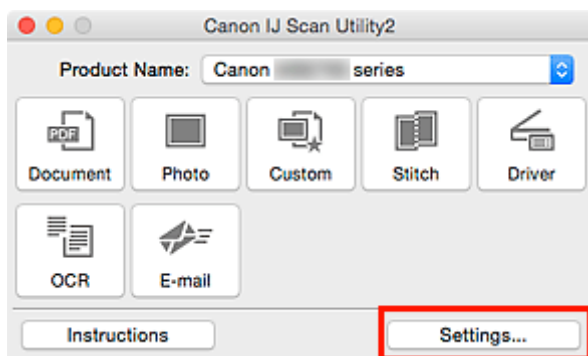 Canon IJ Scan Utility2
Product Name: Canon series
PDF
Document Photo Custom Stitch Driver
OCR E-mail
Instructions Settings...